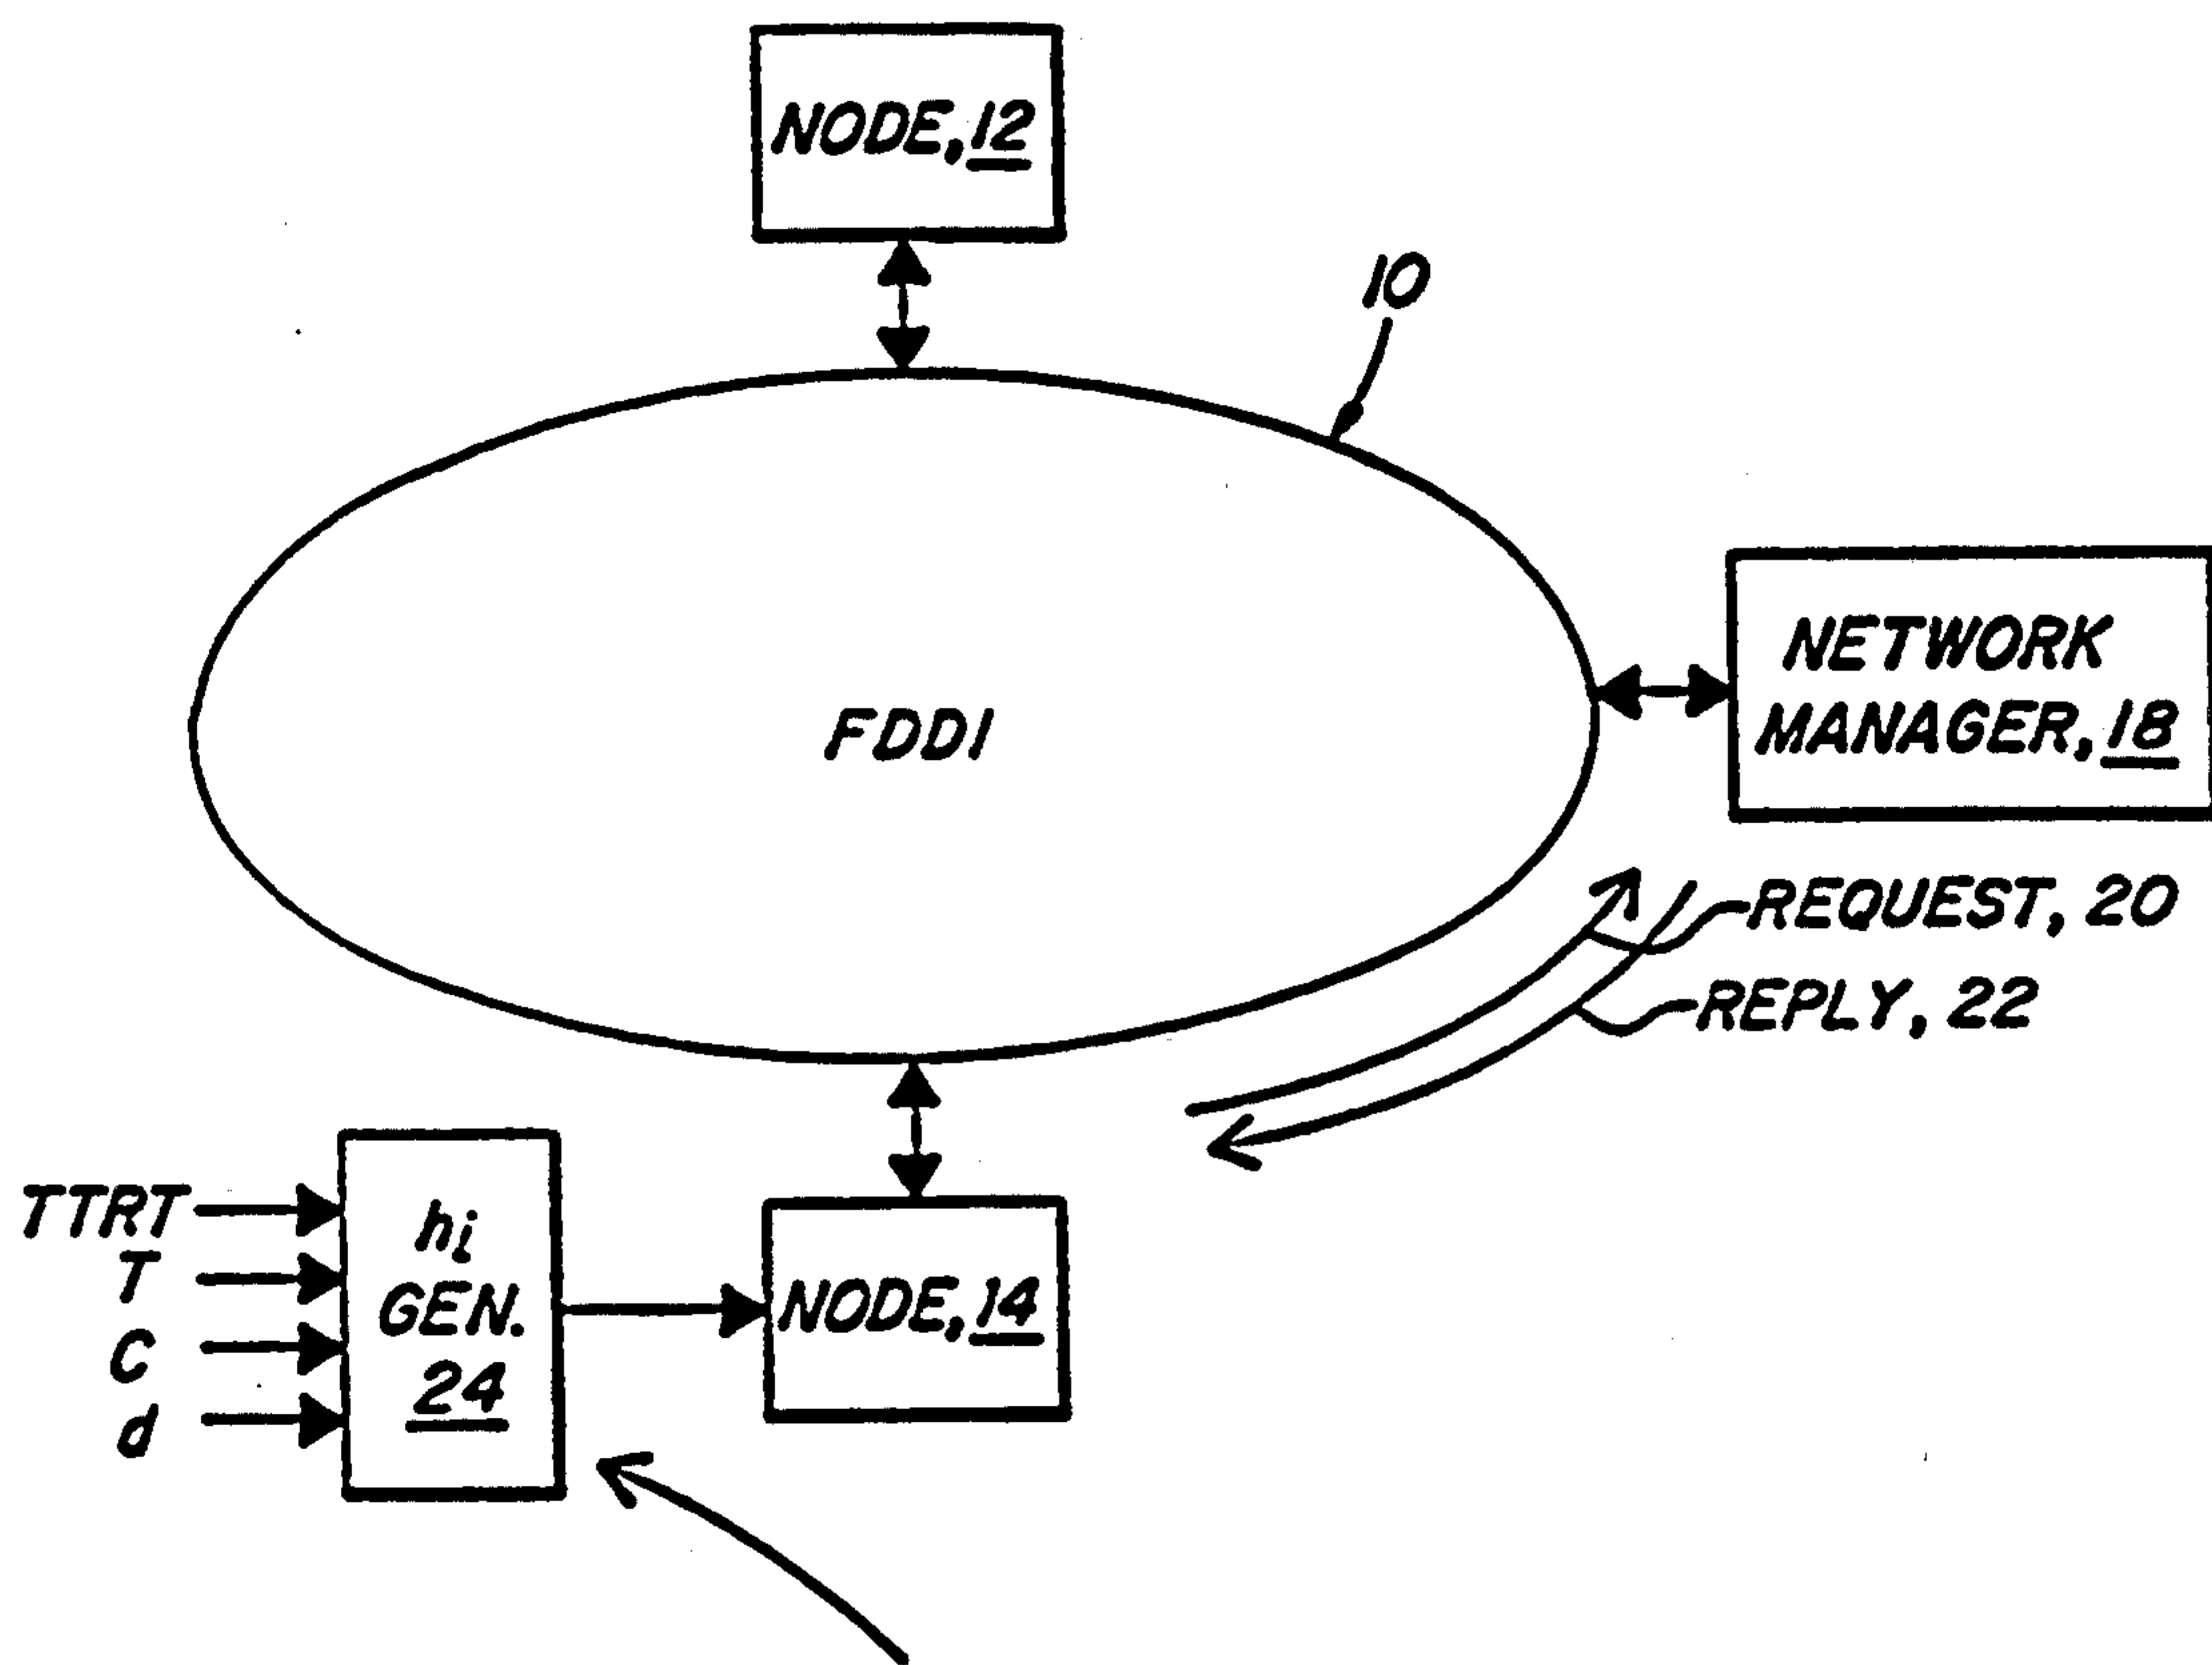 NODE, 12
10
NETWORK
MANAGER, 18
FDDI
REQUEST, 20
REPLY, 22
TTRT
T
C
d
hi
GEN.
24
NODE, 14